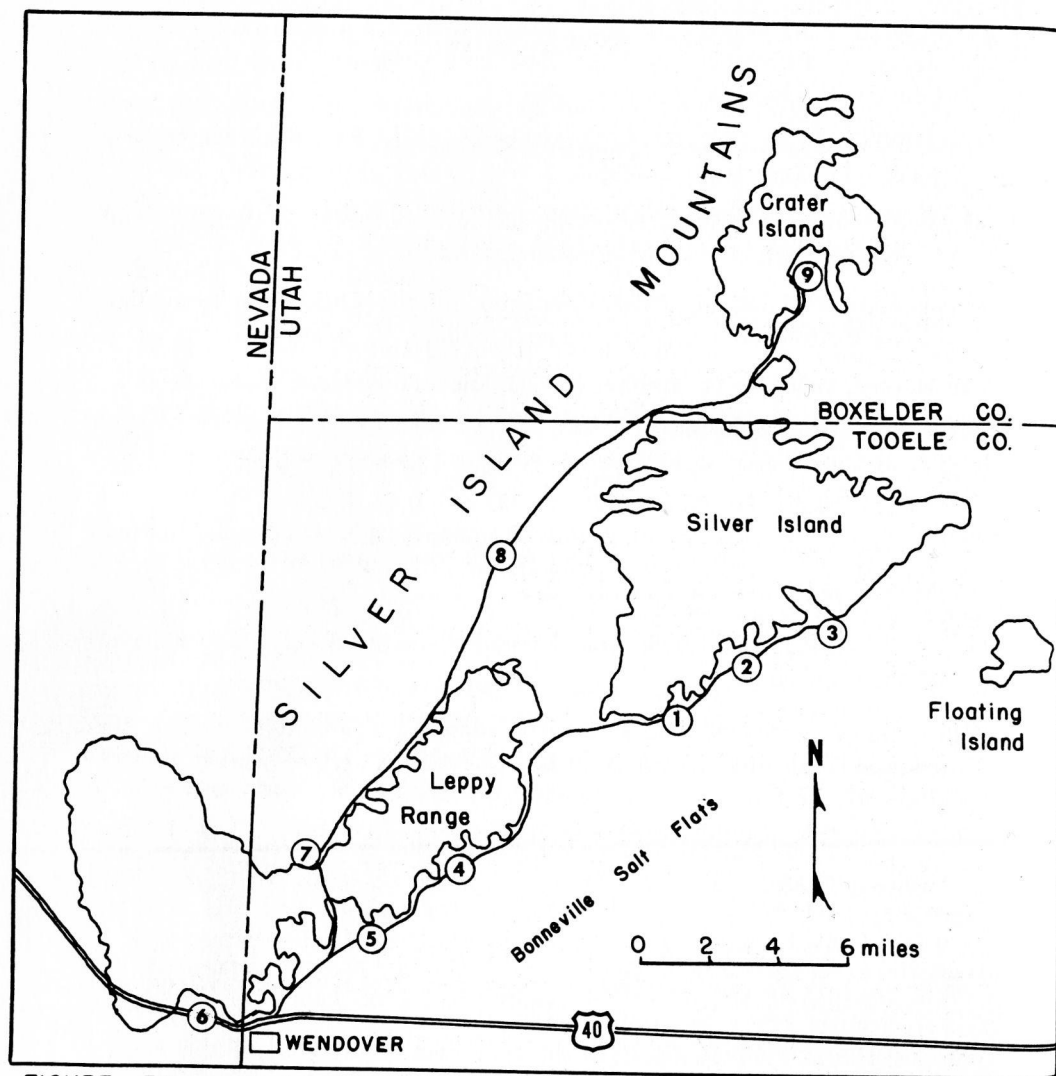 MOUNTAINS
Crater
Island
9
NEVADA
UTAH
BOXELDER CO.
TOOELE CO.
ISLAND
Silver Island
8
SILVER
3
2
1
Floating
Island
N
Leppy
Range
Bonneville Salt Flats
7
4
5
0 2 4 6 miles
6
40
WENDOVER